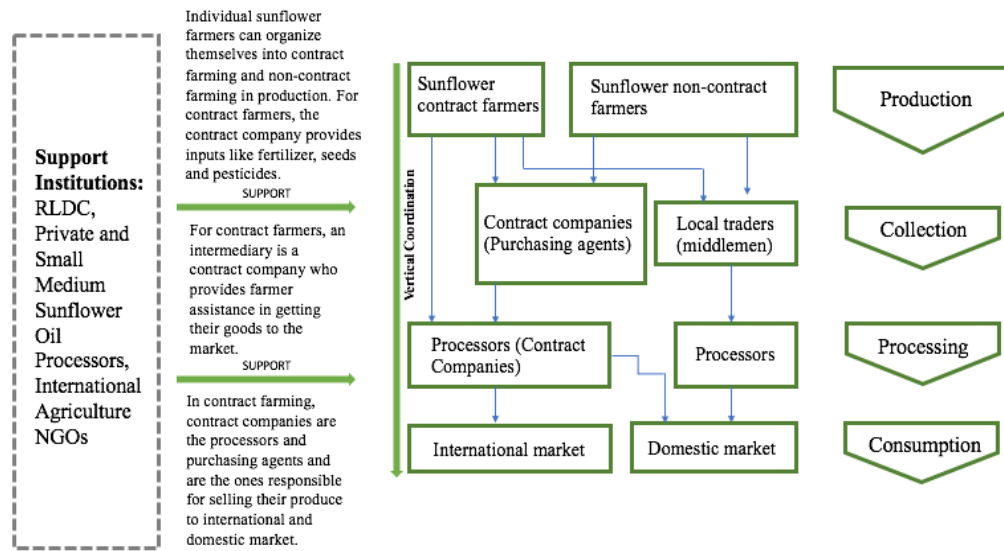 Support
Institutions:
RLDC,
Private and
Small
Medium
Sunflower
Oil
Processors,
International
Agriculture
NGOs
Individual sunflower
farmers can organize
themselves into contract
farming and non-contract
farming in production. For
contract farmers, the
contract company provides
inputs like fertilizer, seeds
and pesticides.
SUPPORT
For contract farmers, an
intermediary is a
contract company who
provides farmer
assistance in getting
their goods to the
market.
SUPPORT
In contract farming,
contract companies are
the processors and
purchasing agents and
are the ones responsible
for selling their produce
to international and
domestic market.
Vertical Coordination
Sunflower
contract farmers
Sunflower non-contract
farmers
Production
Contract companies
(Purchasing agents)
Local traders
(middlemen)
Collection
Processors (Contract
Companies)
Processors
Processing
International market
Domestic market
Consumption